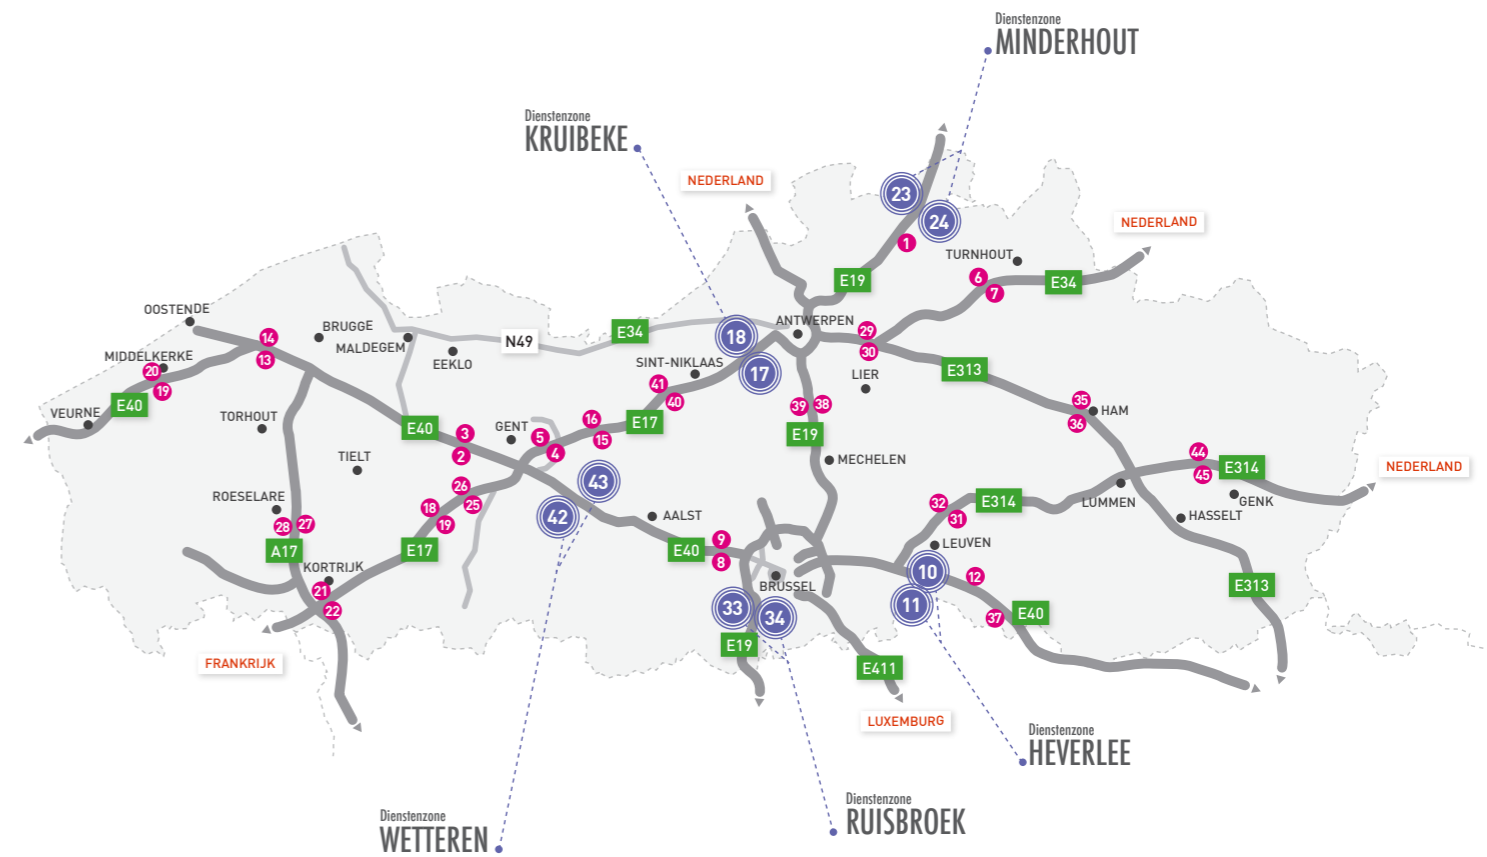 Dienstenzone
MINDERHOUT
Dienstenzone
KRUIBEKE
NEDERLAND
23
24
NEDERLAND
1
TURNHOUT
6
7
E19
E34
OOSTENDE
BRUGGE
MALDEGEM
EEKLO
N49
E34
18
17
ANTWERPEN
29
30
14
13
MIDDELKERKE
20
19
E40
VEURNE
SINT-NIKLAAS
41
40
LIER
E313
35
36
HAM
TORHOUT
E40
3
2
GENT
5
4
16
15
E17
39
38
E19
MECHELEN
TIELT
ROESELARE
28
27
A17
26
25
18
19
E17
43
42
AALST
E40
9
8
BRUSSEL
32
31
E314
LEUVEN
LUMMEN
44
45
E314
GENK
HASSELT
NEDERLAND
KORTRIJK
21
22
10
11
12
37
E40
E313
33
34
E19
E411
FRANKRIJK
LUXEMBURG
Dienstenzone
HEVERLEE
Dienstenzone
RUISBROEK
Dienstenzone
WETTEREN